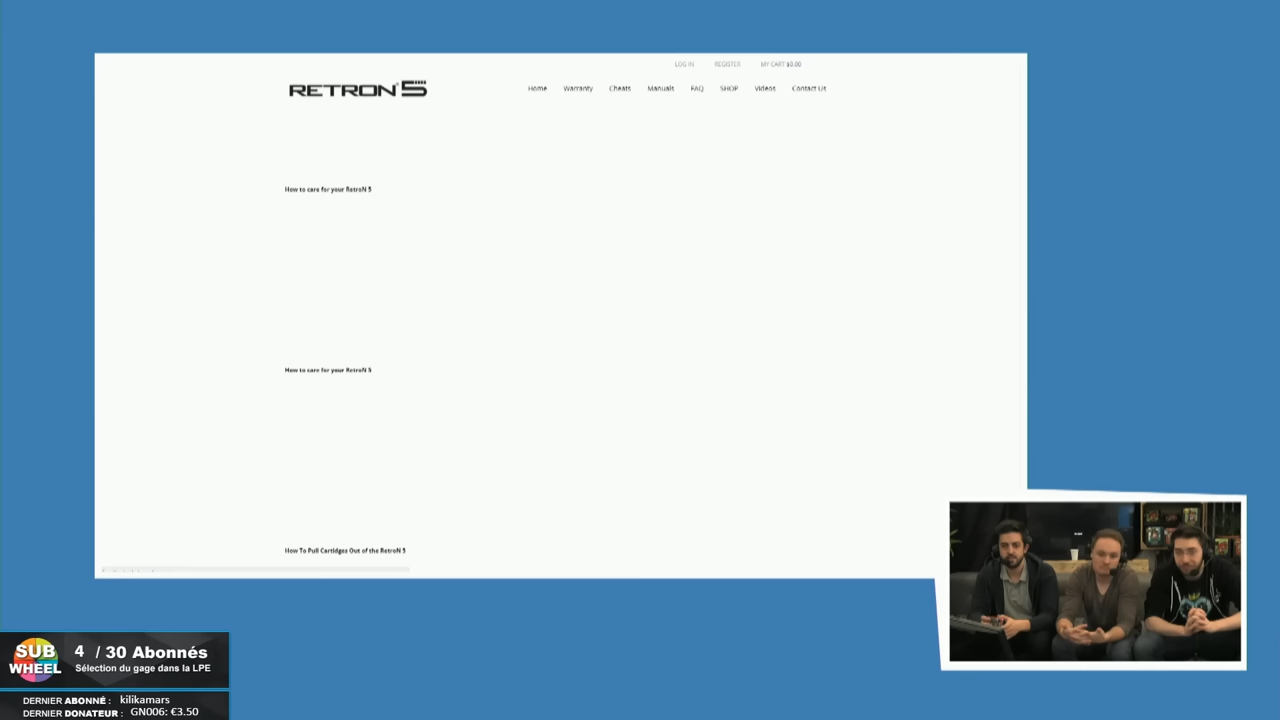 LOG IN REGISTER MY CART $0.00
RETRON 5
Home Warranty Cheats Manuals FAQ SHOP Videos Contact Us
How to care for your RetroN 5
How to care for your RetroN 5
How To Pull Cartidges Out of the RetroN 5
SUB WHEEL
4 / 30 Abonnés
Sélection du gage dans la LPE
DERNIER ABONNÉ : kilikamars
DERNIER DONATEUR : GN006: €3.50